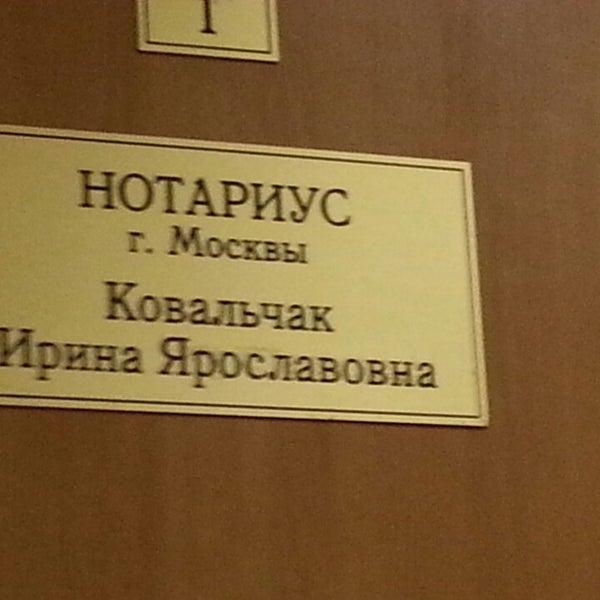 НОТАРИУС
г. Москвы
Ковальчак
Ирина Ярославовна